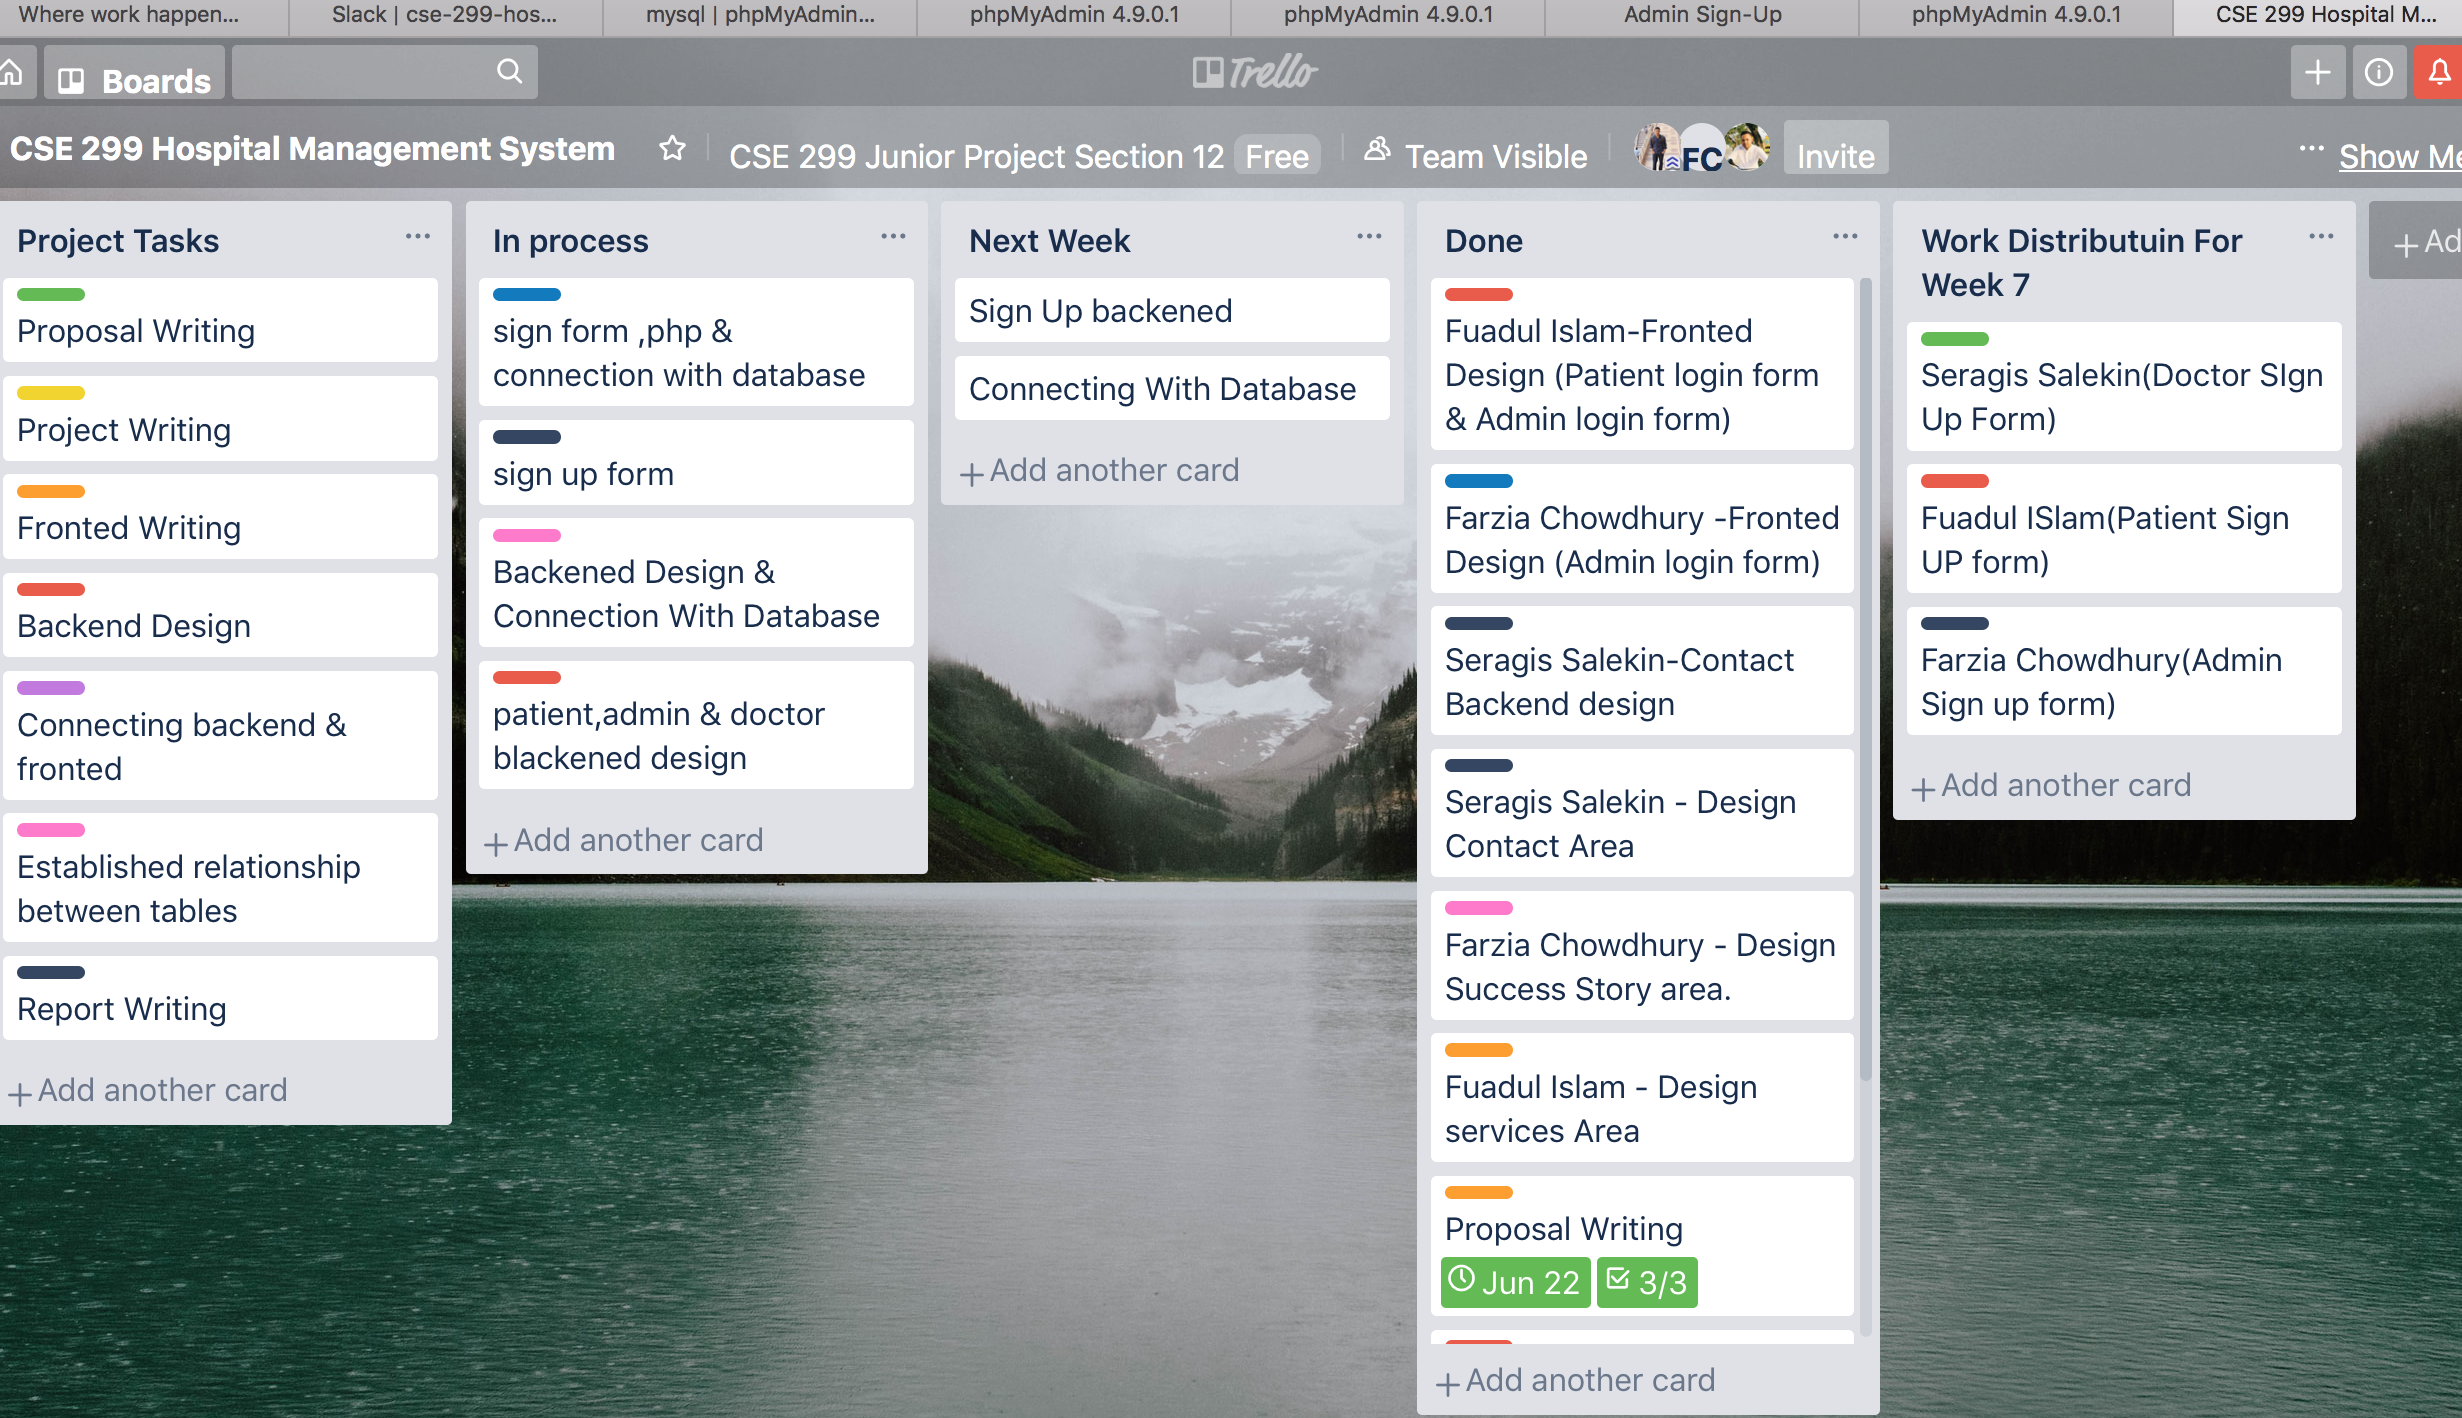 Where work happen...
Slack | cse-299-hos...
mysql | phpMyAdmin...
phpMyAdmin 4.9.0.1
phpMyAdmin 4.9.0.1
Admin Sign-Up
phpMyAdmin 4.9.0.1
CSE 299 Hospital M...
Boards
Trello
CSE 299 Hospital Management System
CSE 299 Junior Project Section 12
Free
Team Visible
FC
Invite
... Show Me
Project Tasks
Proposal Writing
Project Writing
Fronted Writing
Backend Design
Connecting backend &
fronted
Established relationship
between tables
Report Writing
+ Add another card
In process
sign form ,php &
connection with database
sign up form
Backened Design &
Connection With Database
patient,admin & doctor
blackened design
+ Add another card
Next Week
Sign Up backened
Connecting With Database
+ Add another card
Done
Fuadul Islam-Fronted
Design (Patient login form
& Admin login form)
Farzia Chowdhury -Fronted
Design (Admin login form)
Seragis Salekin-Contact
Backend design
Seragis Salekin - Design
Contact Area
Farzia Chowdhury - Design
Success Story area.
Fuadul Islam - Design
services Area
Proposal Writing
Jun 22
3/3
+ Add another card
Work Distributuin For
Week 7
Seragis Salekin(Doctor SIgn
Up Form)
Fuadul ISlam(Patient Sign
UP form)
Farzia Chowdhury(Admin
Sign up form)
+ Add another card
+ Ad